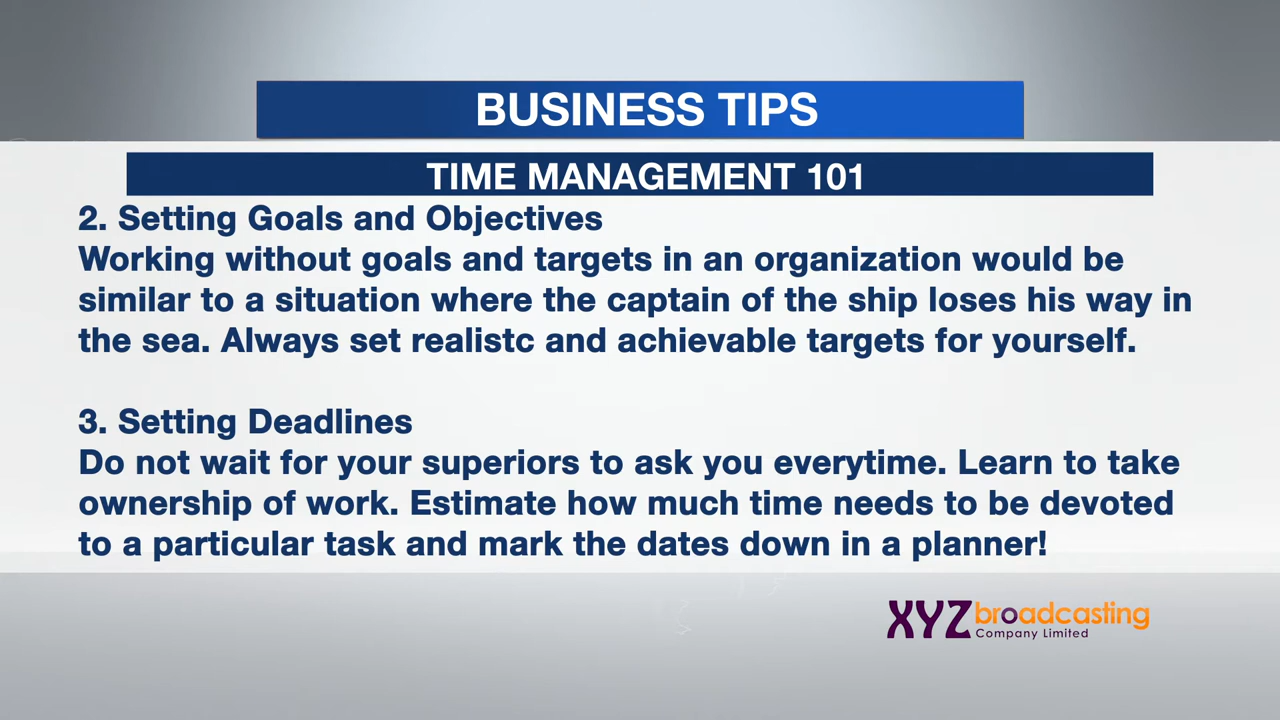 BUSINESS TIPS
TIME MANAGEMENT 101
2. Setting Goals and Objectives
Working without goals and targets in an organization would be
similar to a situation where the captain of the ship loses his way in
the sea. Always set realistc and achievable targets for yourself.
3. Setting Deadlines
Do not wait for your superiors to ask you everytime. Learn to take
ownership of work. Estimate how much time needs to be devoted
to a particular task and mark the dates down in a planner!
XYZ broadcasting
Company Limited